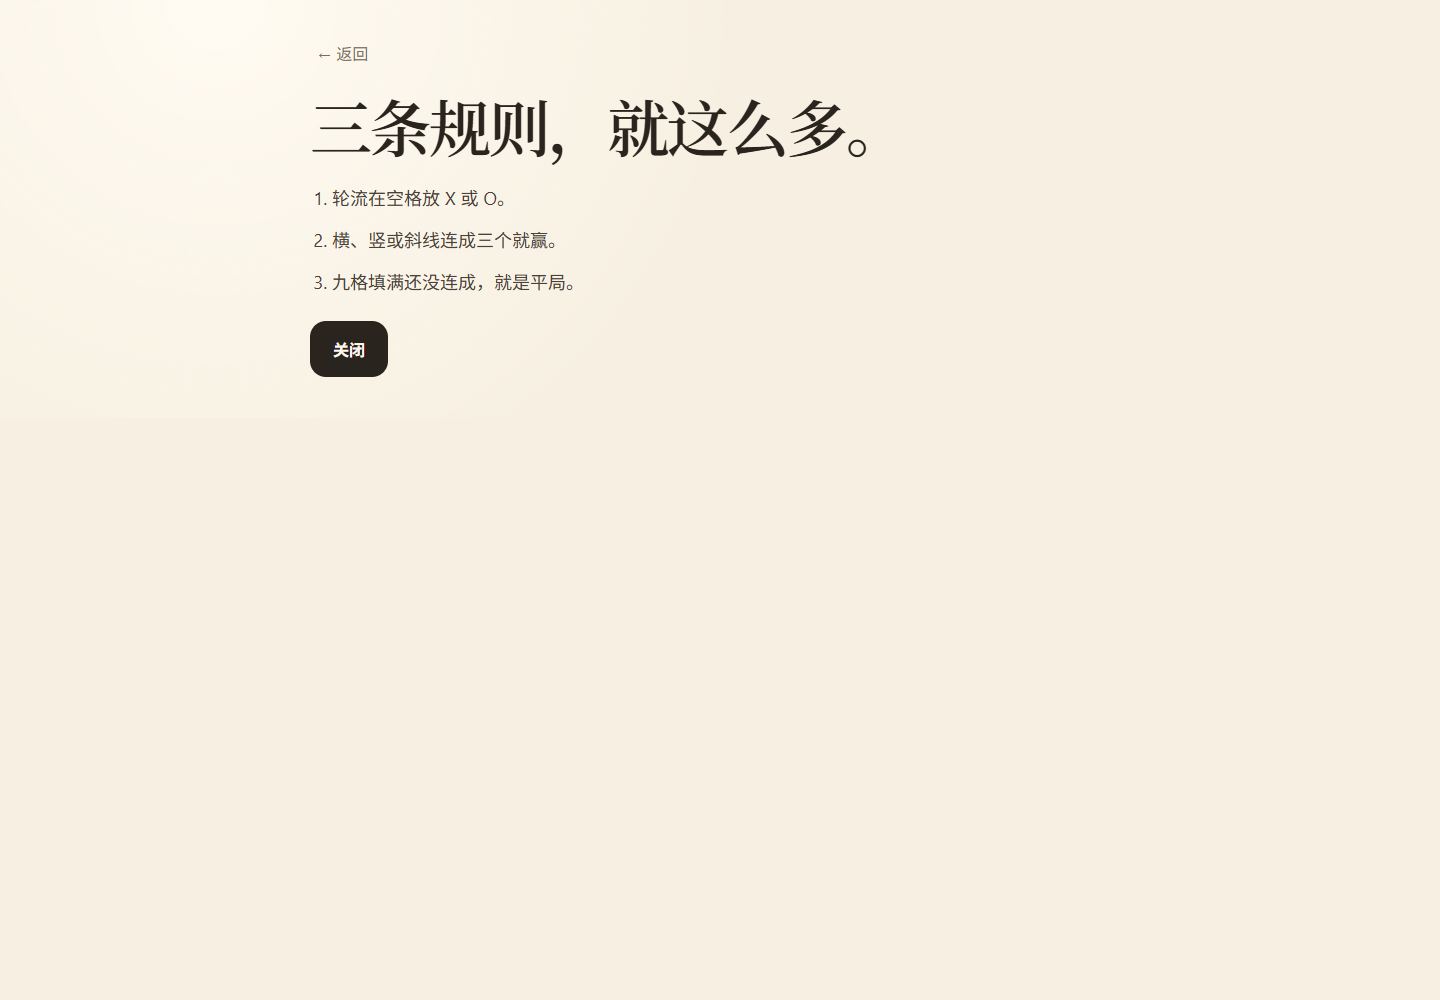 ← 返回
三条规则，就这么多。
1. 轮流在空格放 X 或 O。
2. 横、竖或斜线连成三个就赢。
3. 九格填满还没连成，就是平局。
关闭